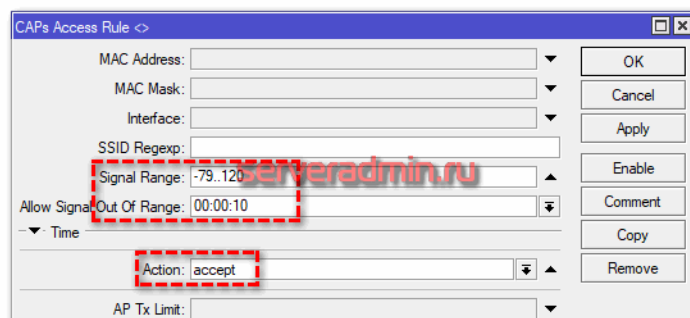 CAPs Access Rule <>
MAC Address:
OK
MAC Mask:
Cancel
Interface:
Apply
SSID Regexp:
Signal Range: -79..120
serveradmin.ru
Enable
Allow Signal Out Of Range: 00:00:10
Comment
Time
Copy
Action: accept
Remove
AP Tx Limit: